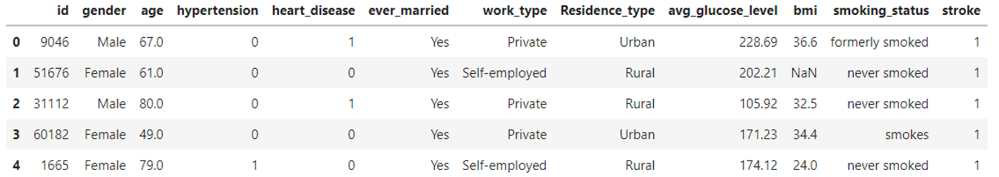 id gender age hypertension heart_disease ever_married work_type Residence_type avg_glucose_level bmi smoking_status stroke
0 9046 Male 67.0 0 1 Yes Private Urban 228.69 36.6 formerly smoked 1
1 51676 Female 61.0 0 0 Yes Self-employed Rural 202.21 NaN never smoked 1
2 31112 Male 80.0 0 1 Yes Private Rural 105.92 32.5 never smoked 1
3 60182 Female 49.0 0 0 Yes Private Urban 171.23 34.4 smokes 1
4 1665 Female 79.0 1 0 Yes Self-employed Rural 174.12 24.0 never smoked 1